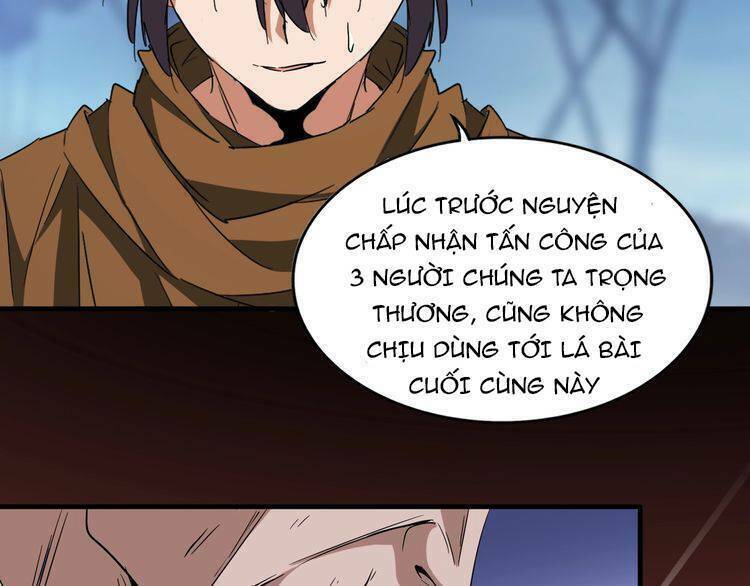 LÚC TRƯỚC NGUYỆN
CHẤP NHẬN TẤN CÔNG CỦA
3 NGƯỜI CHÚNG TA TRỌNG
THƯƠNG, CŨNG KHÔNG
CHỊU DÙNG TỚI LÁ BÀI
CUỐI CÙNG NÀY